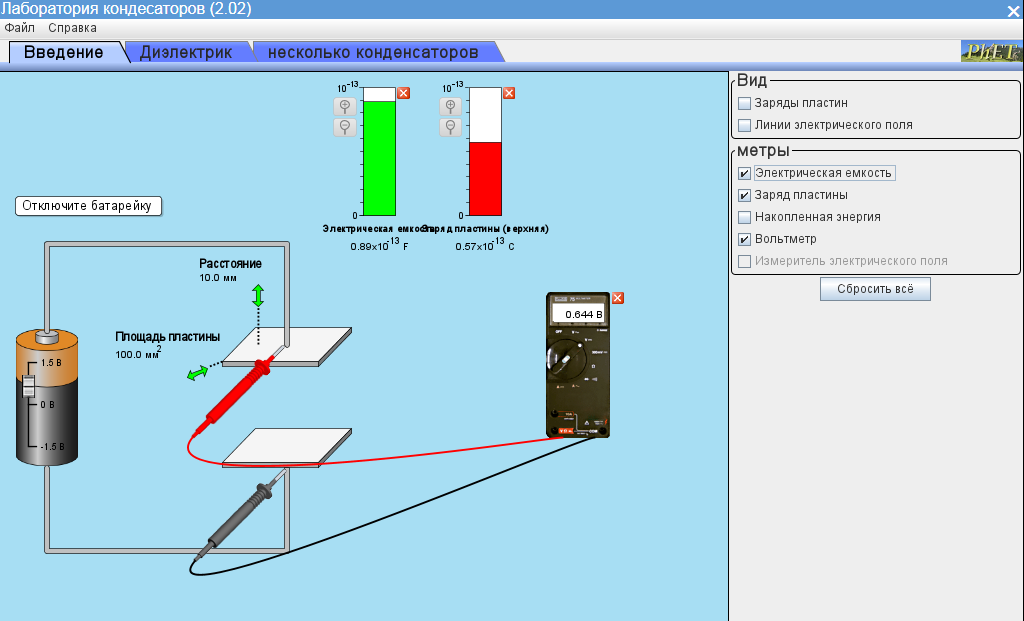 Лаборатория кондесаторов (2.02)
Файл Справка
Введение Диэлектрик несколько конденсаторов
PhET
10-13 10-13
0 0
Электрическая емкость Заряд пластины (верхняя)
0.89x10-13 F 0.57x10-13 C
Отключите батарейку
Расстояние
10.0 мм
Площадь пластины
100.0 мм2
1.5 В
0 В
-1.5 В
0.644 В
Вид
Заряды пластин
Линии электрического поля
метры
Электрическая емкость
Заряд пластины
Накопленная энергия
Вольтметр
Измеритель электрического поля
Сбросить всё